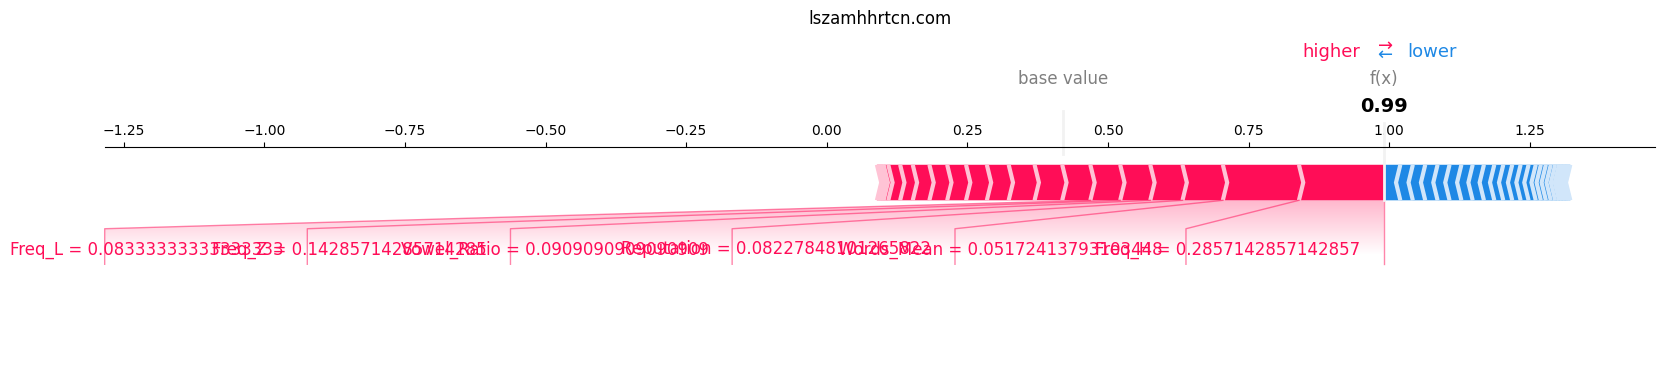 lszamhhrtcn.com
higher ⇄ lower
base value f(x)
0.99
−1.25 −1.00 −0.75 −0.50 −0.25 0.00 0.25 0.50 0.75 1.00 1.25
Freq_L = 0.08333333333333333 Freq_Z = 0.14285714285714285 Vowel_Ratio = 0.09090909090909091 Reputation = 0.08227848101265822 Words_Mean = 0.05172413793103448 Freq_H = 0.2857142857142857